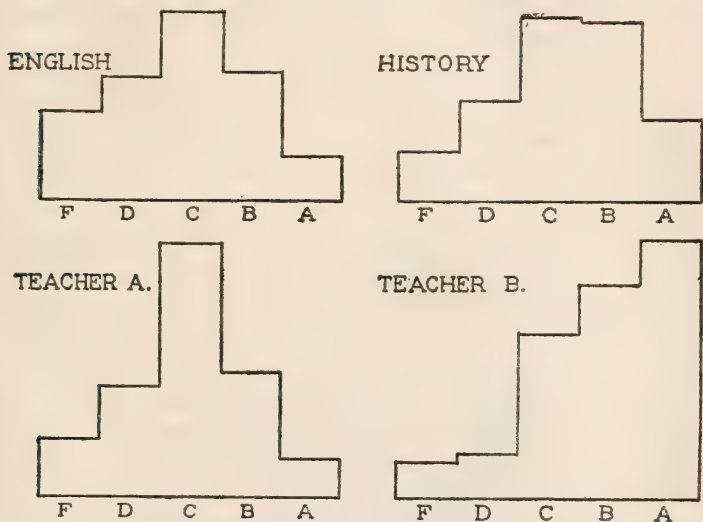 ENGLISH
F D C B A
HISTORY
F D C B A
TEACHER A.
F D C B A
TEACHER B.
F D C B A